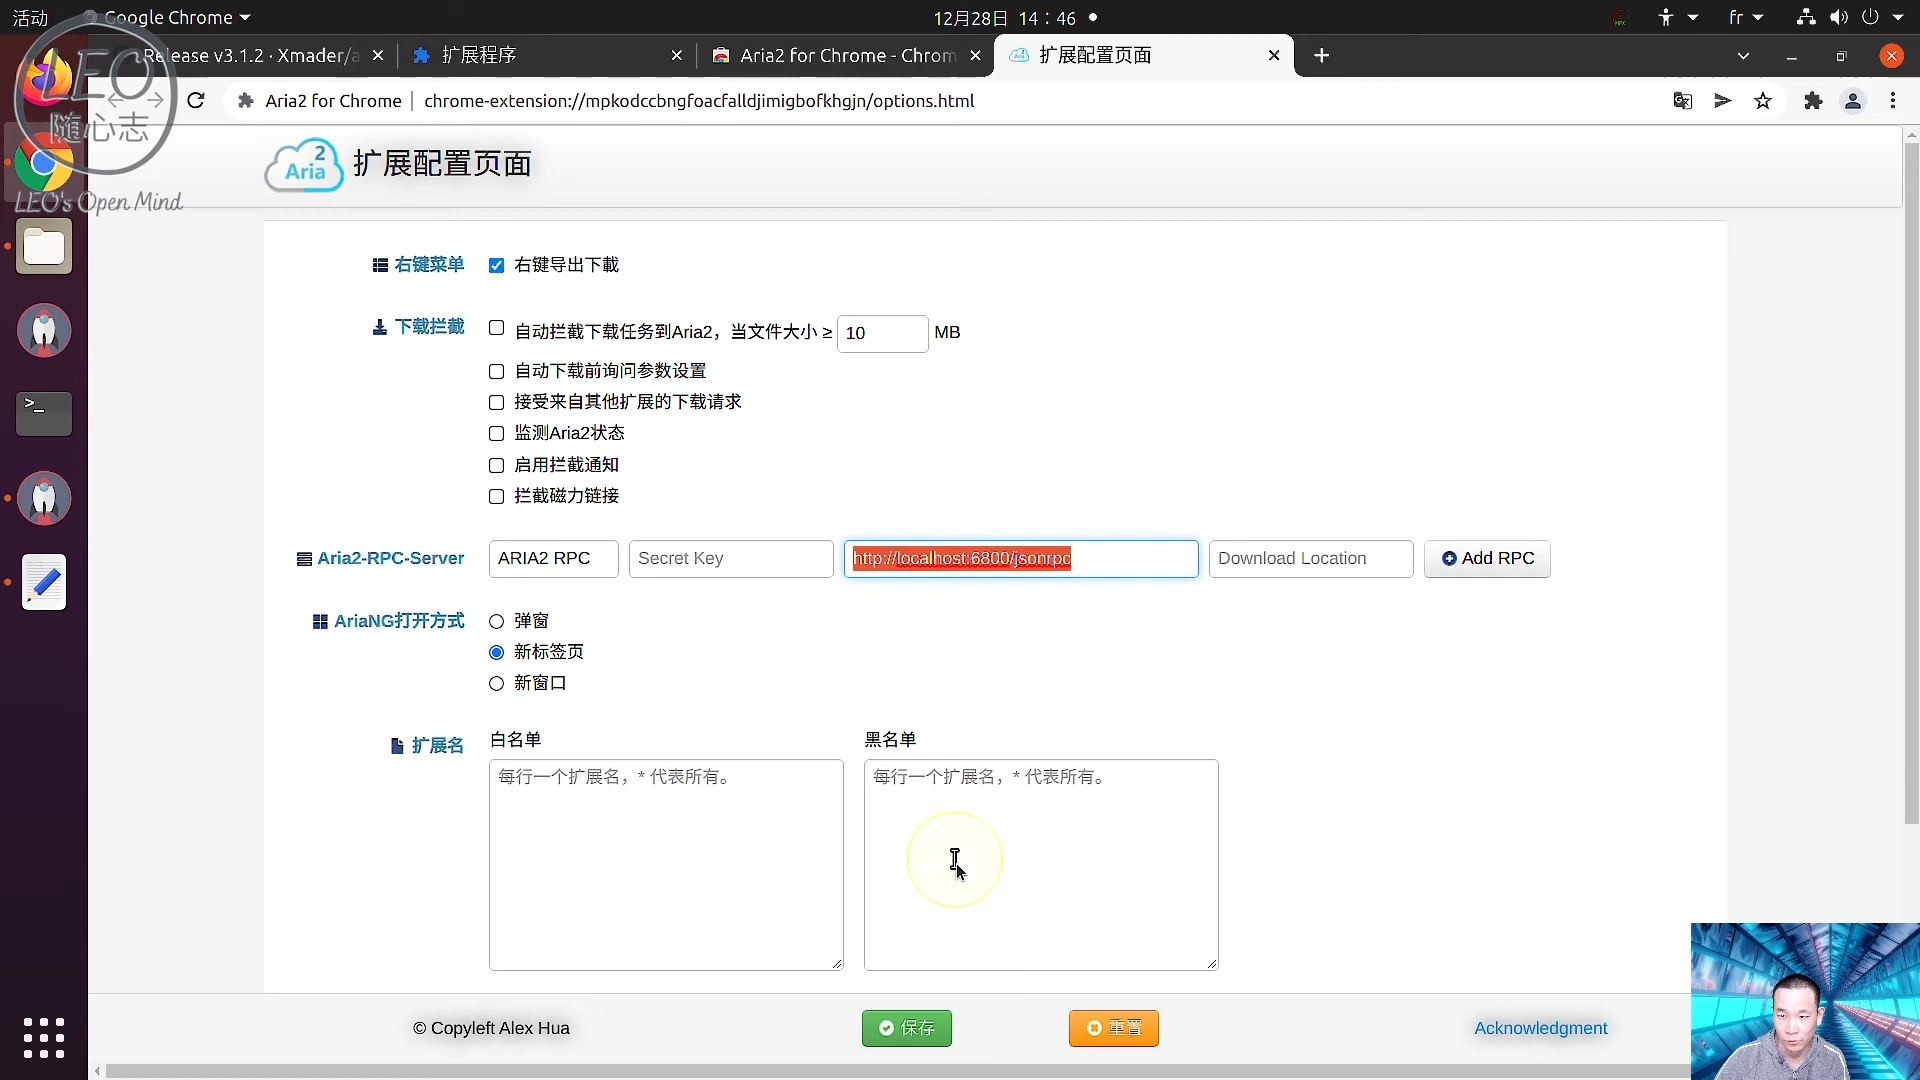 活动
Google Chrome
12月28日 14：46
fr
Release v3.1.2 · Xmader/a
扩展程序
Aria2 for Chrome - Chrom
扩展配置页面
LEO
随心志
LEO's Open Mind
Aria2 for Chrome
chrome-extension://mpkodccbngfoacfalldjimigbofkhgjn/options.html
2
Aria
扩展配置页面
右键菜单
右键导出下載
下载拦截
自动拦截下载任务到Aria2，当文件大小 ≥ 10 MB
自动下载前询问参数设置
接受来自其他扩展的下载请求
监测Aria2状态
启用拦截通知
拦截磁力链接
Aria2-RPC-Server
ARIA2 RPC
Secret Key
http://localhost:6800/jsonrpc
Download Location
Add RPC
AriaNG打开方式
弹窗
新标签页
新窗口
扩展名
白名单
黑名单
每行一个扩展名，* 代表所有。
每行一个扩展名，* 代表所有。
© Copyleft Alex Hua
保存
重置
Acknowledgment